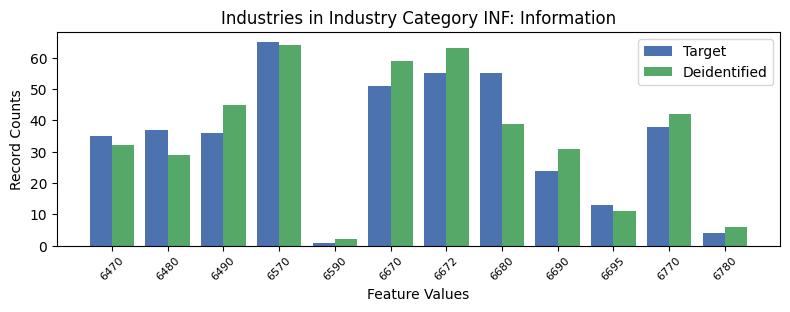 Industries in Industry Category INF: Information
Target
Deidentified
Record Counts
60
50
40
30
20
10
0
6470 6480 6490 6570 6590 6670 6672 6680 6690 6695 6770 6780
Feature Values